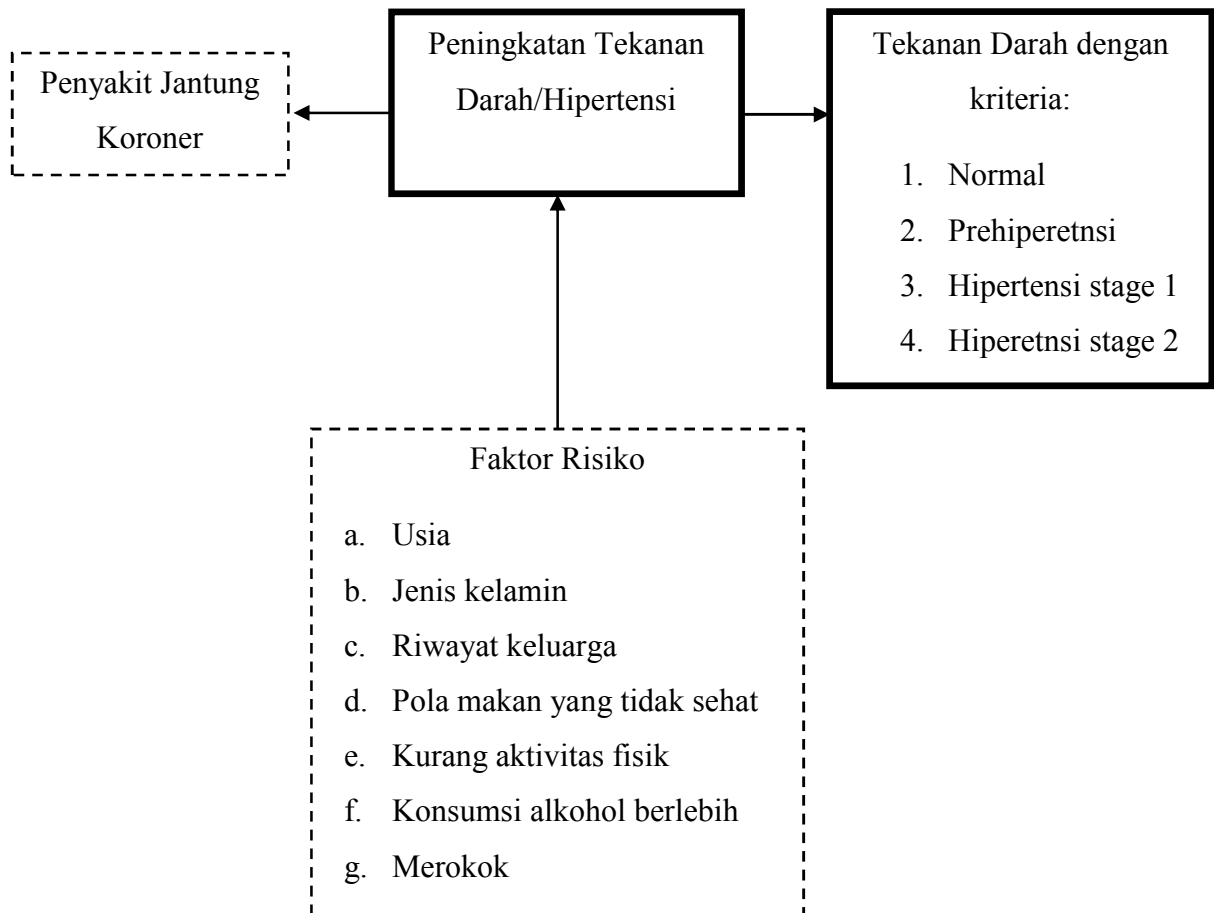 Penyakit Jantung
Koroner
Peningkatan Tekanan
Darah/Hipertensi
Tekanan Darah dengan
kriteria:
1. Normal
2. Prehiperetnsi
3. Hipertensi stage 1
4. Hiperetnsi stage 2
Faktor Risiko
a. Usia
b. Jenis kelamin
c. Riwayat keluarga
d. Pola makan yang tidak sehat
e. Kurang aktivitas fisik
f. Konsumsi alkohol berlebih
g. Merokok